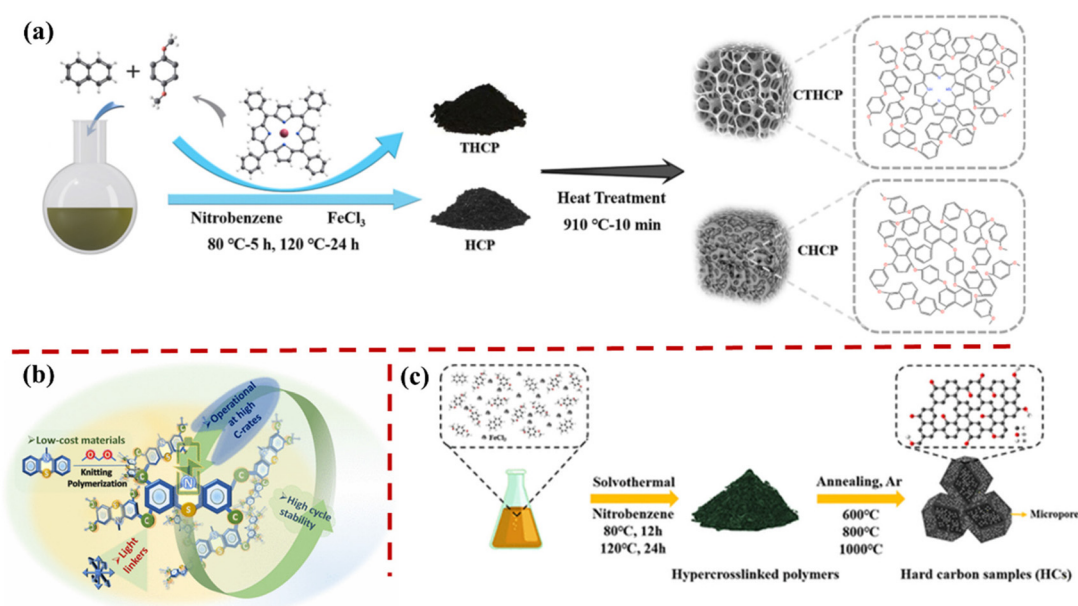 (a)
+
THCP
HCP
Nitrobenzene FeCl₃
80 °C-5 h, 120 °C-24 h
Heat Treatment
910 °C-10 min
CTHCP
CHCP
(b)
➢Low-cost materials
Knitting
Polymerization
➢Operational
at high
C-rates
➢High cycle
stability
➢Light
linkers
N
S
C
C
C
C
(c)
FeCl₃
Solvothermal
Nitrobenzene
80°C, 12h
120°C, 24h
Hypercrosslinked polymers
Annealing, Ar
600°C
800°C
1000°C
Micropore
Hard carbon samples (HCs)